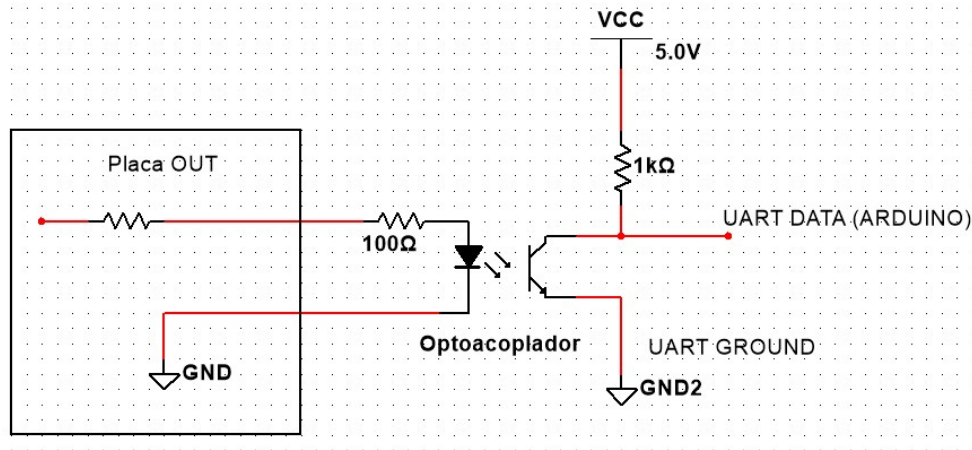 VCC
5.0V
Placa OUT
1kΩ
UART DATA (ARDUINO)
100Ω
Optoacoplador
UART GROUND
GND
GND2